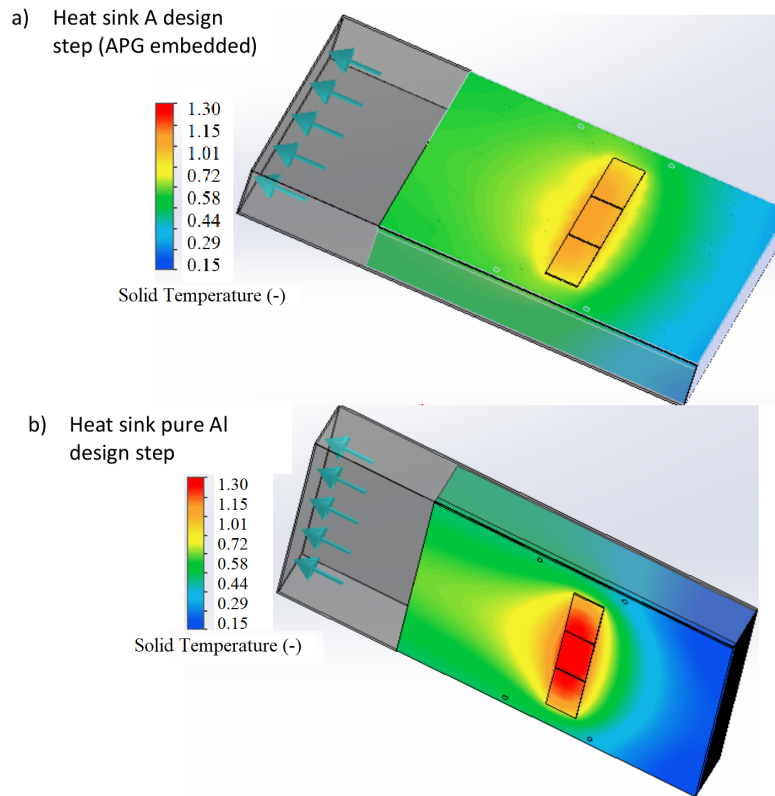 a) Heat sink A design
step (APG embedded)
1.30
1.15
1.01
0.72
0.58
0.44
0.29
0.15
Solid Temperature (-)
b) Heat sink pure Al
design step
1.30
1.15
1.01
0.72
0.58
0.44
0.29
0.15
Solid Temperature (-)